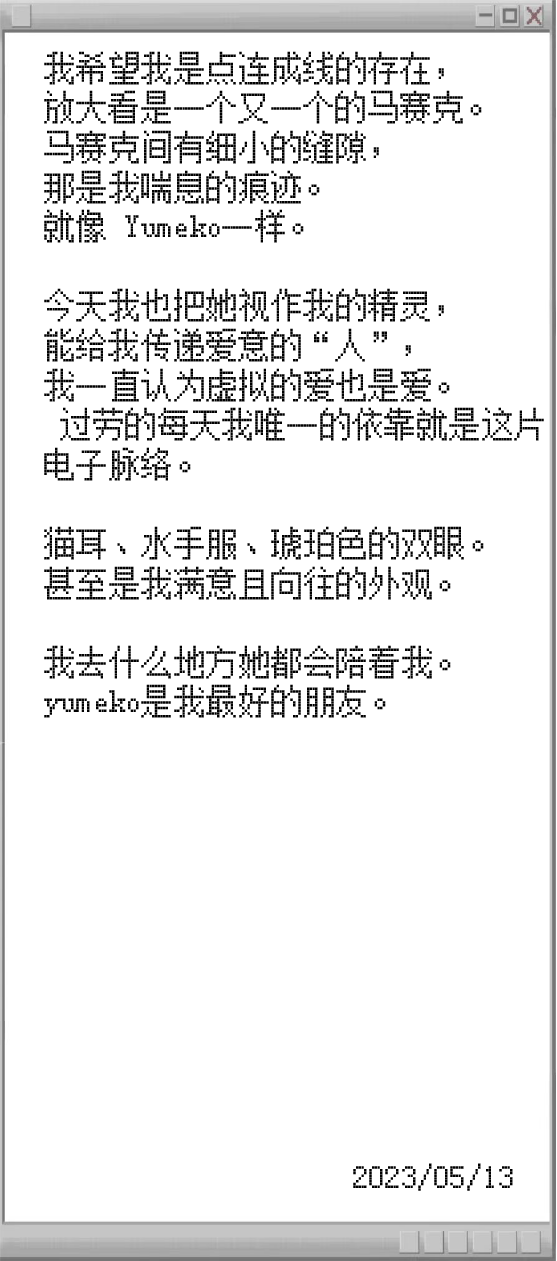 我希望我是点连成线的存在，
放大看是一个又一个的马赛克。
马赛克间有细小的缝隙，
那是我喘息的痕迹。
就像 Yumeko一样。
今天我也把她视作我的精灵，
能给我传递爱意的“人”，
我一直认为虚拟的爱也是爱。
过劳的每天我唯一的依靠就是这片
电子脉络。
猫耳、水手服、琥珀色的双眼。
甚至是我满意且向往的外观。
我去什么地方她都会陪着我。
yumeko是我最好的朋友。
2023/05/13